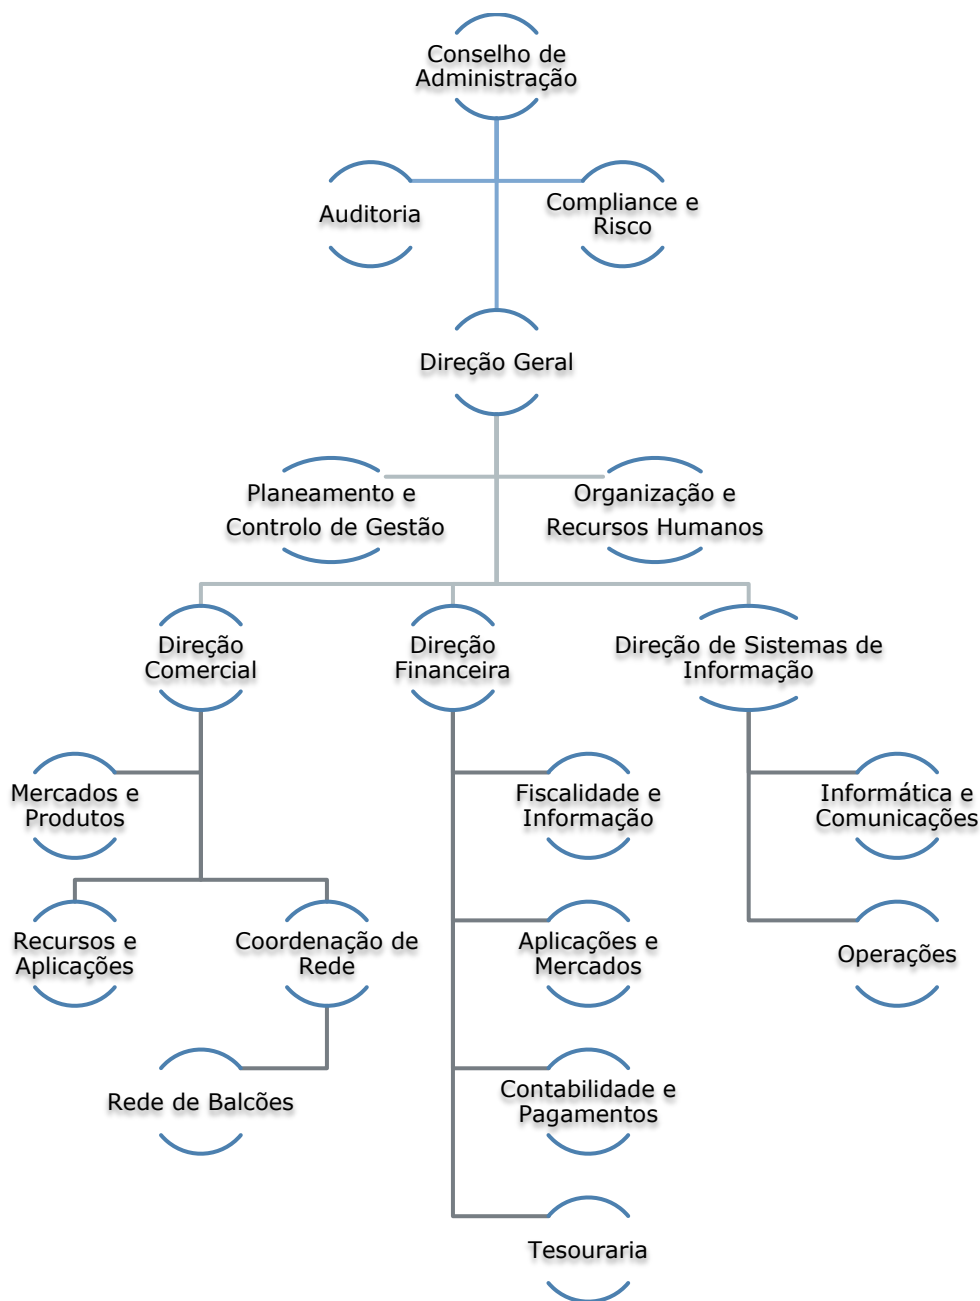 Conselho de
Administração
Auditoria
Compliance e
Risco
Direção Geral
Planeamento e
Controlo de Gestão
Organização e
Recursos Humanos
Direção
Comercial
Direção
Financeira
Direção de Sistemas de
Informação
Mercados e
Produtos
Fiscalidade e
Informação
Informática e
Comunicações
Recursos e
Aplicações
Coordenação de
Rede
Aplicações e
Mercados
Operações
Rede de Balcões
Contabilidade e
Pagamentos
Tesouraria